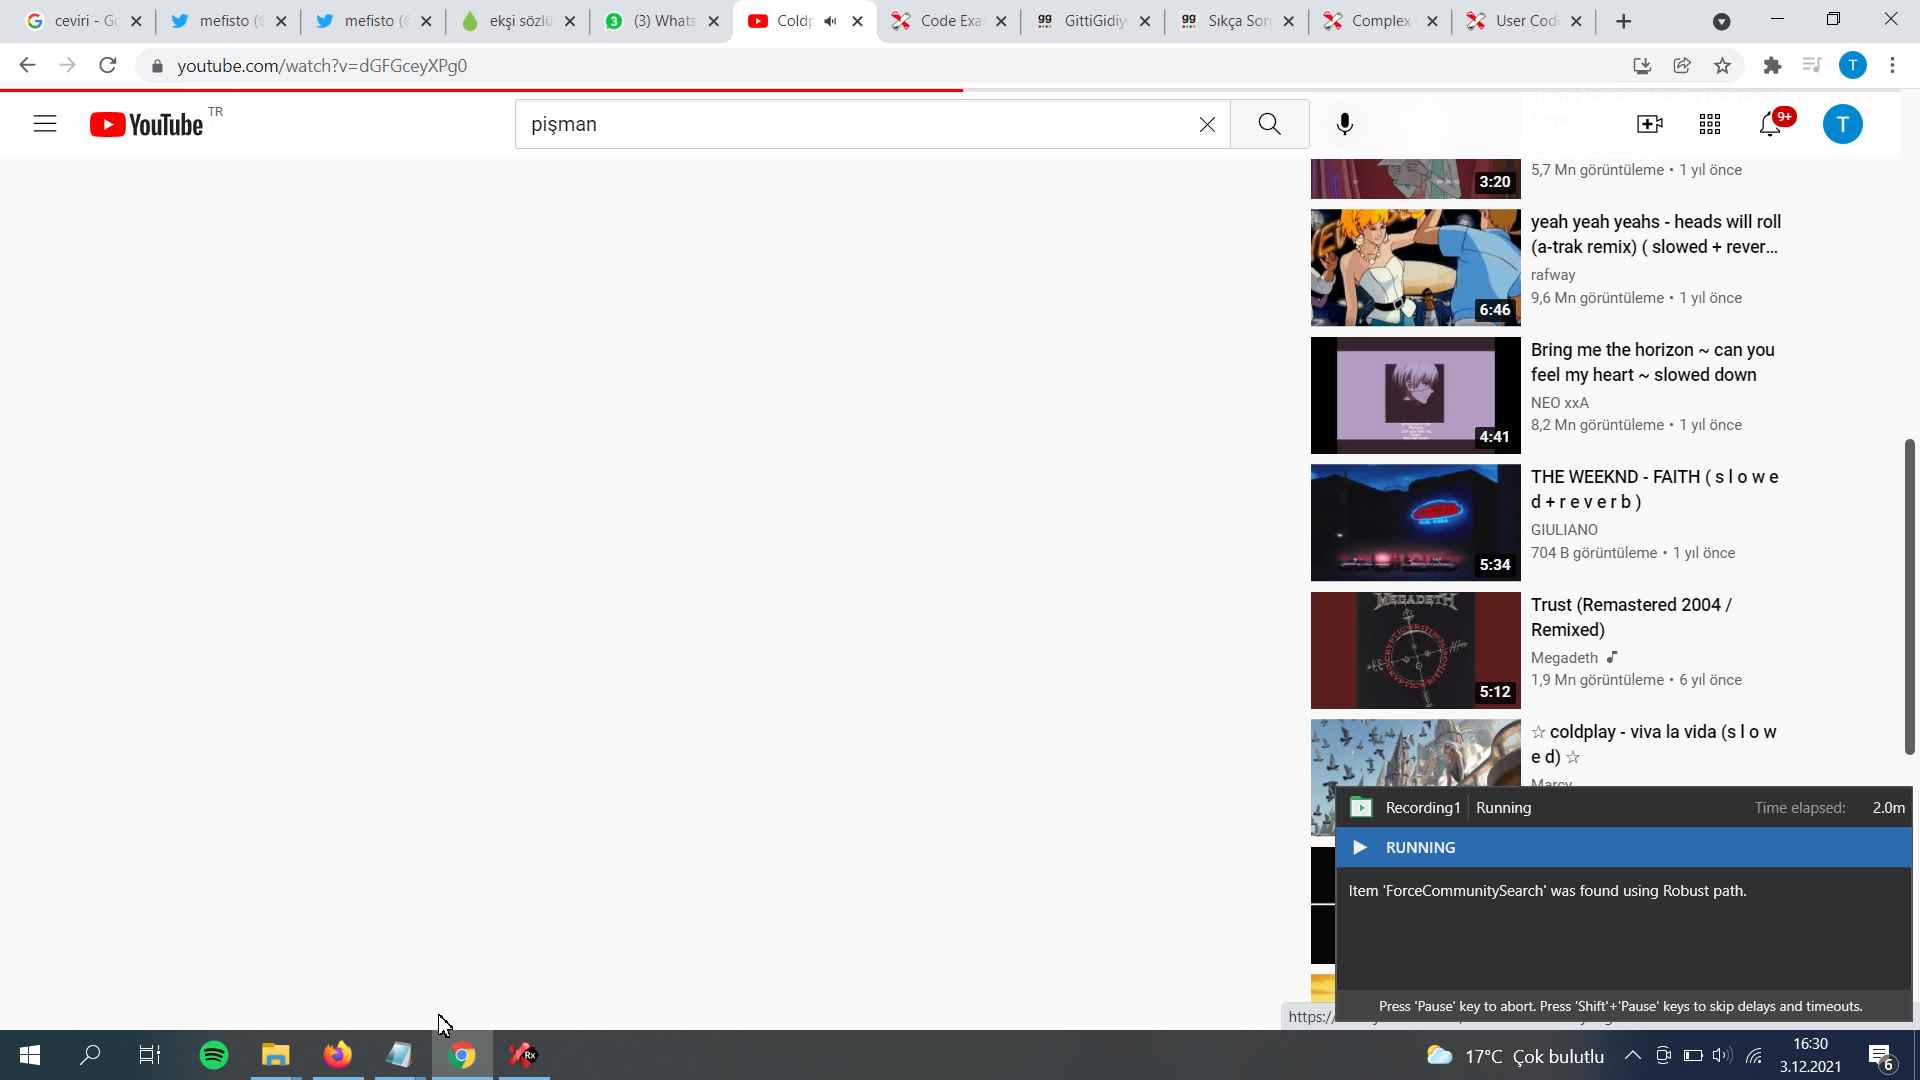 ceviri - Go
mefisto (
mefisto (
ekşi sözlü
(3) Whats
Coldp
Code Exa
GittiGidiy
Sıkça Sor
Complex
User Cod
youtube.com/watch?v=dGFGceyXPg0
T
YouTube
TR
pişman
9+
T
5,7 Mn görüntüleme • 1 yıl önce
3:20
yeah yeah yeahs - heads will roll
(a-trak remix) ( slowed + rever...
rafway
9,6 Mn görüntüleme • 1 yıl önce
6:46
Bring me the horizon ~ can you
feel my heart ~ slowed down
NEO xxA
8,2 Mn görüntüleme • 1 yıl önce
4:41
THE WEEKND - FAITH ( s l o w e
d + r e v e r b )
GIULIANO
704 B görüntüleme • 1 yıl önce
5:34
MEGADETH
CRYPTIC WRITINGS
Trust (Remastered 2004 /
Remixed)
Megadeth
1,9 Mn görüntüleme • 6 yıl önce
5:12
☆ coldplay - viva la vida (s l o w
e d) ☆
Marcy
Recording1 Running
Time elapsed: 2.0m
RUNNING
Item 'ForceCommunitySearch' was found using Robust path.
Press 'Pause' key to abort. Press 'Shift'+'Pause' keys to skip delays and timeouts.
https:/
Rx
17°C Çok bulutlu
16:30
3.12.2021
6